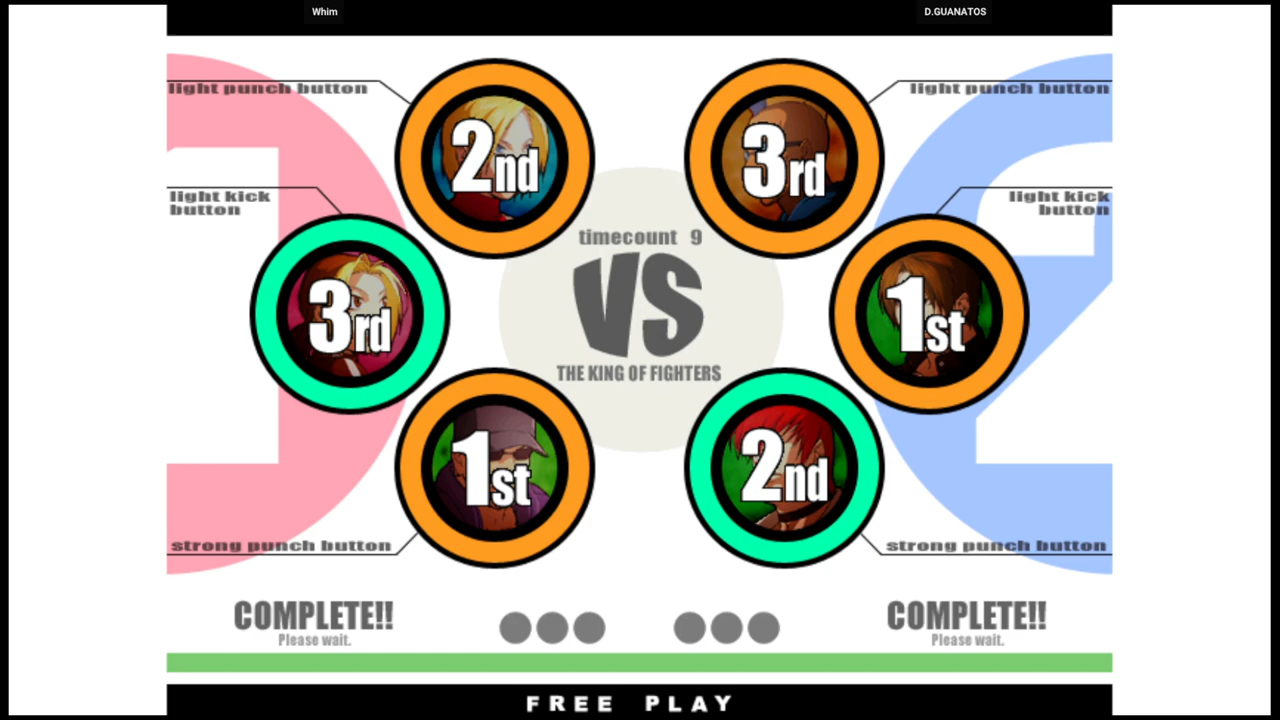 Whim
D.GUANATOS
light punch button
light punch button
2nd
3rd
light kick
button
light kick
button
timecount 9
VS
THE KING OF FIGHTERS
3rd
1st
1st
2nd
strong punch button
strong punch button
COMPLETE!!
Please wait.
COMPLETE!!
Please wait.
FREE PLAY
1
2